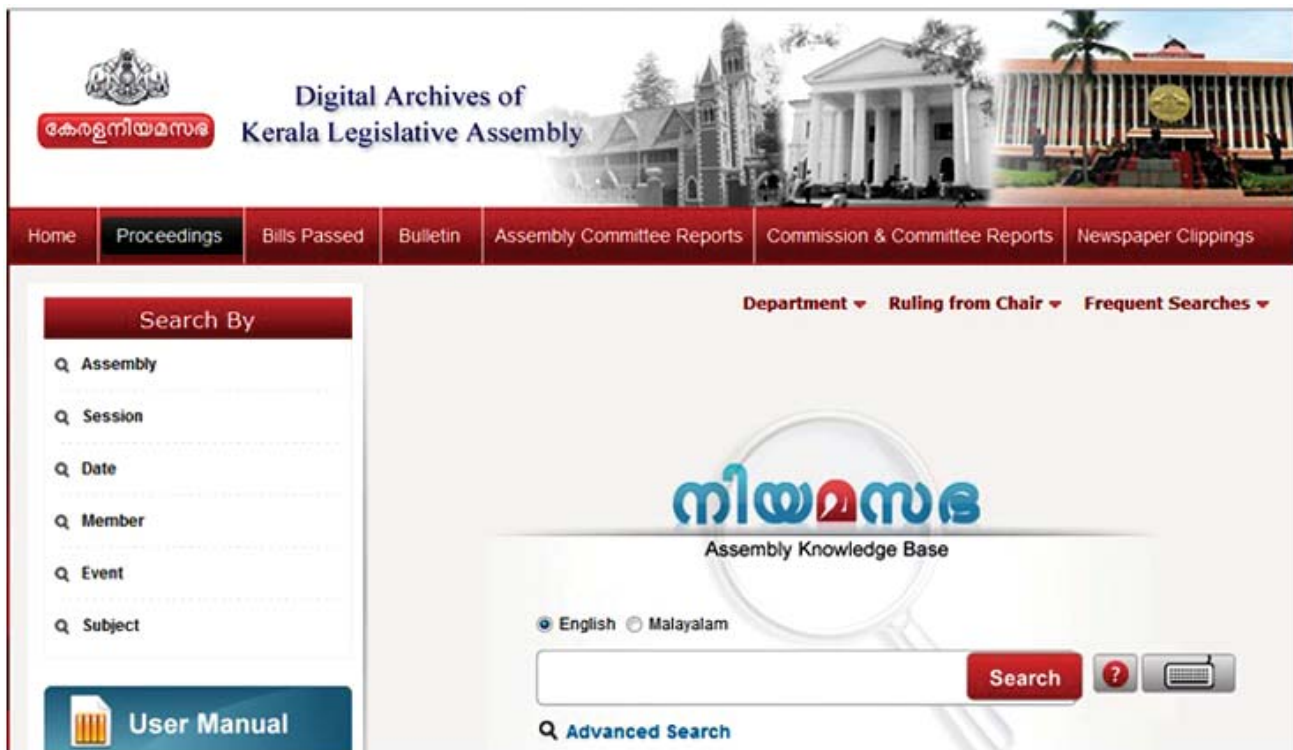 കേരളനിയമസഭ
Digital Archives of
Kerala Legislative Assembly
Home Proceedings Bills Passed Bulletin Assembly Committee Reports Commission & Committee Reports Newspaper Clippings
Department Ruling from Chair Frequent Searches
Search By
Assembly
Session
Date
Member
Event
Subject
User Manual
നിയമസഭ
Assembly Knowledge Base
English Malayalam
Search ?
Advanced Search